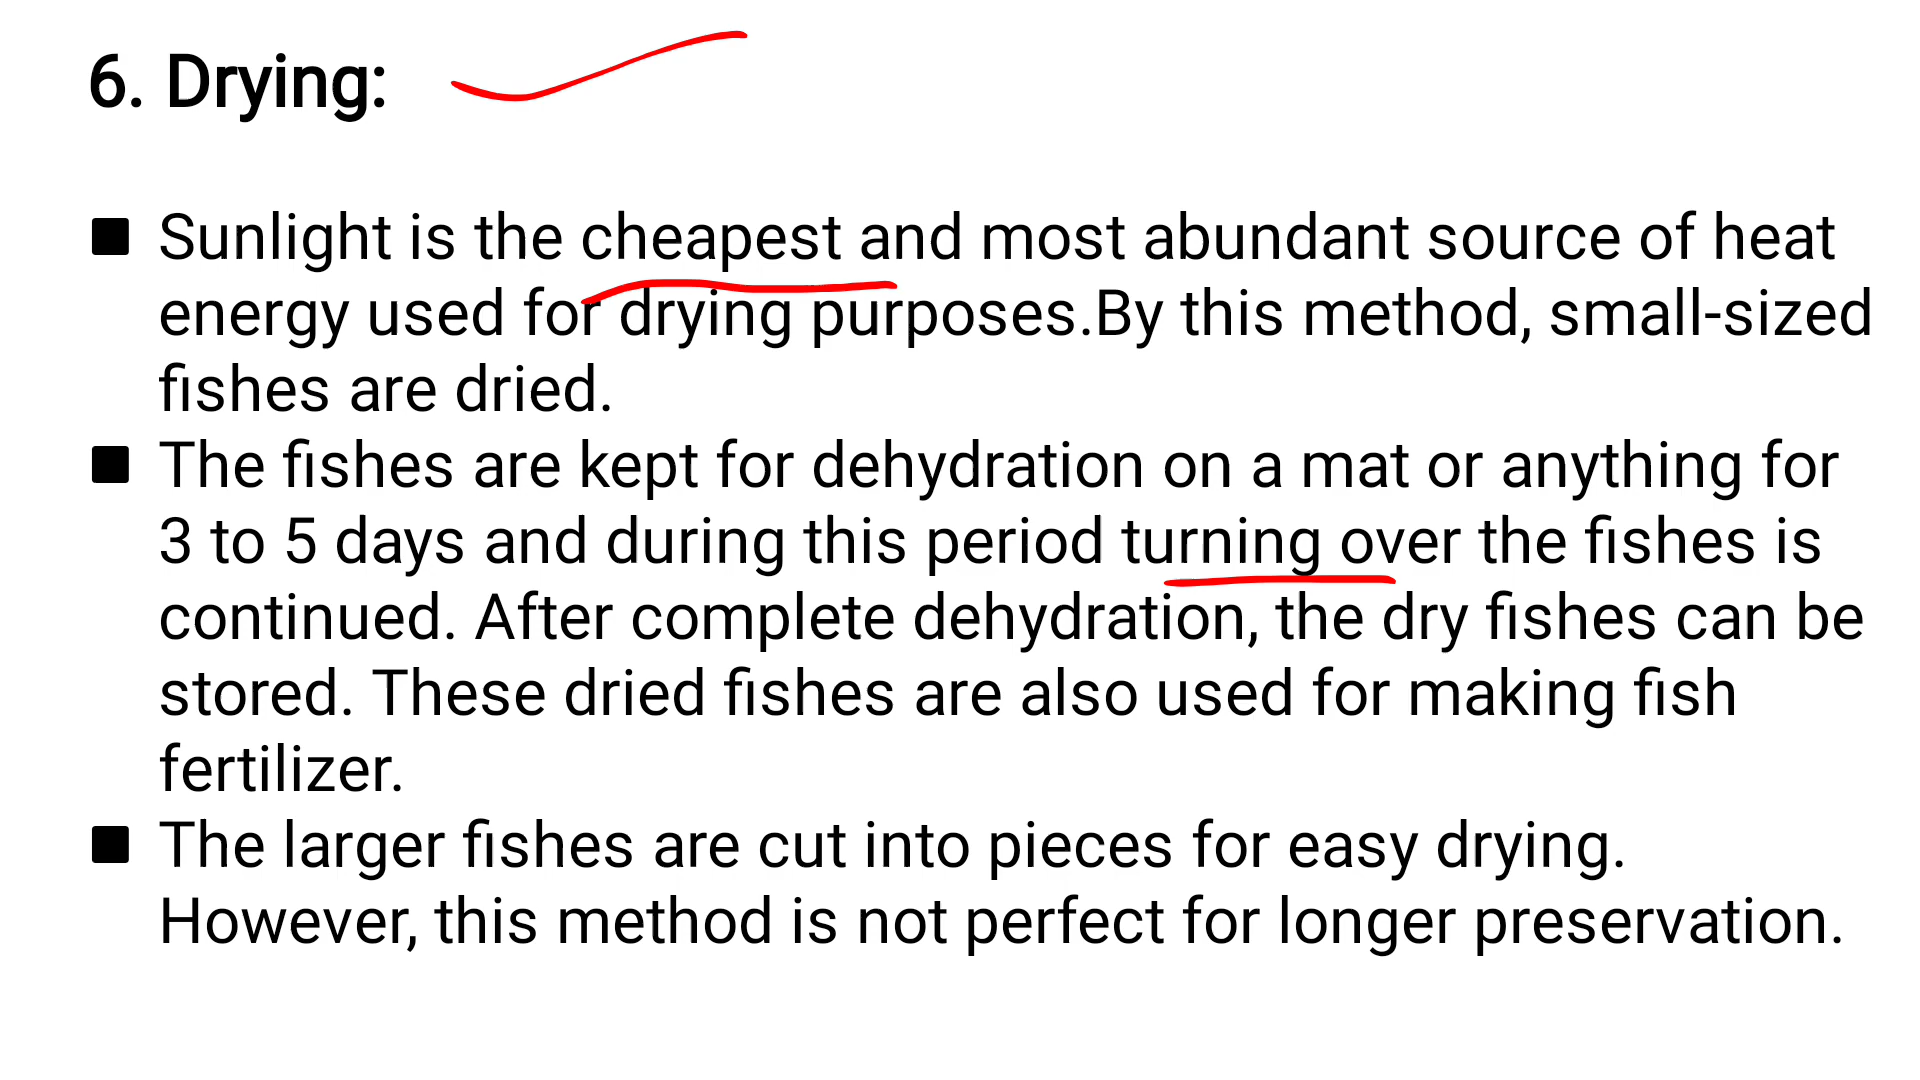 6. Drying:
■ Sunlight is the cheapest and most abundant source of heat
energy used for drying purposes.By this method, small-sized
fishes are dried.
■ The fishes are kept for dehydration on a mat or anything for
3 to 5 days and during this period turning over the fishes is
continued. After complete dehydration, the dry fishes can be
stored. These dried fishes are also used for making fish
fertilizer.
■ The larger fishes are cut into pieces for easy drying.
However, this method is not perfect for longer preservation.